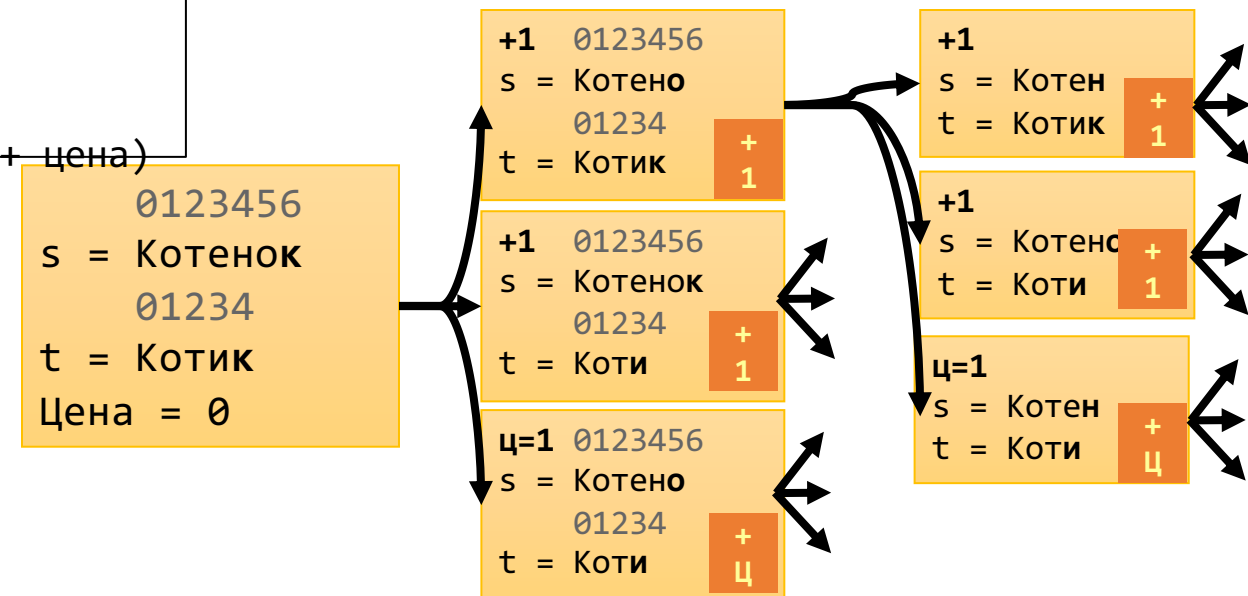 + цена)
0123456
s = Котенок
01234
t = Котик
Цена = 0
+1 0123456
s = Котено
01234
t = Котик
+
1
+1 0123456
s = Котенок
01234
t = Коти
+
1
ц=1 0123456
s = Котено
01234
t = Коти
+
Ц
+1
s = Котен
t = Котик
+
1
+1
s = Котено
t = Коти
+
1
ц=1
s = Котен
t = Коти
+
Ц